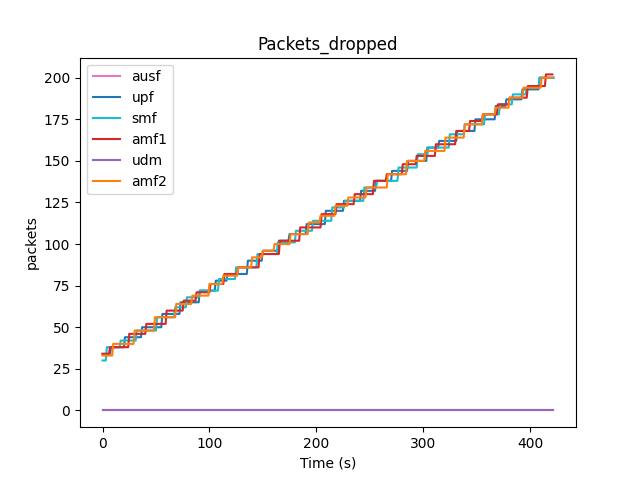 Packets_dropped
ausf
upf
smf
amf1
udm
amf2
packets
200
175
150
125
100
75
50
25
0
0 100 200 300 400
Time (s)